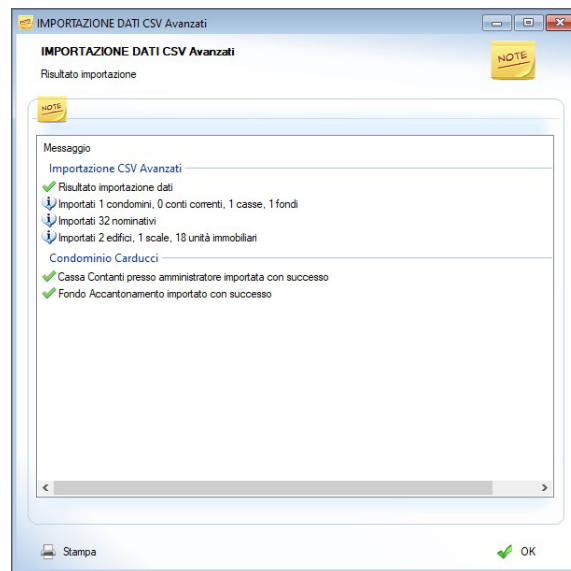 IMPORTAZIONE DATI CSV Avanzati
IMPORTAZIONE DATI CSV Avanzati
NOTE
Risultato importazione
NOTE
Messaggio
Importazione CSV Avanzati
Risultato importazione dati
Importati 1 condomini, 0 conti correnti, 1 casse, 1 fondi
Importati 32 nominativi
Importati 2 edifici, 1 scale, 18 unità immobiliari
Condominio Carducci
Cassa Contanti presso amministratore importata con successo
Fondo Accantonamento importato con successo
Stampa
OK